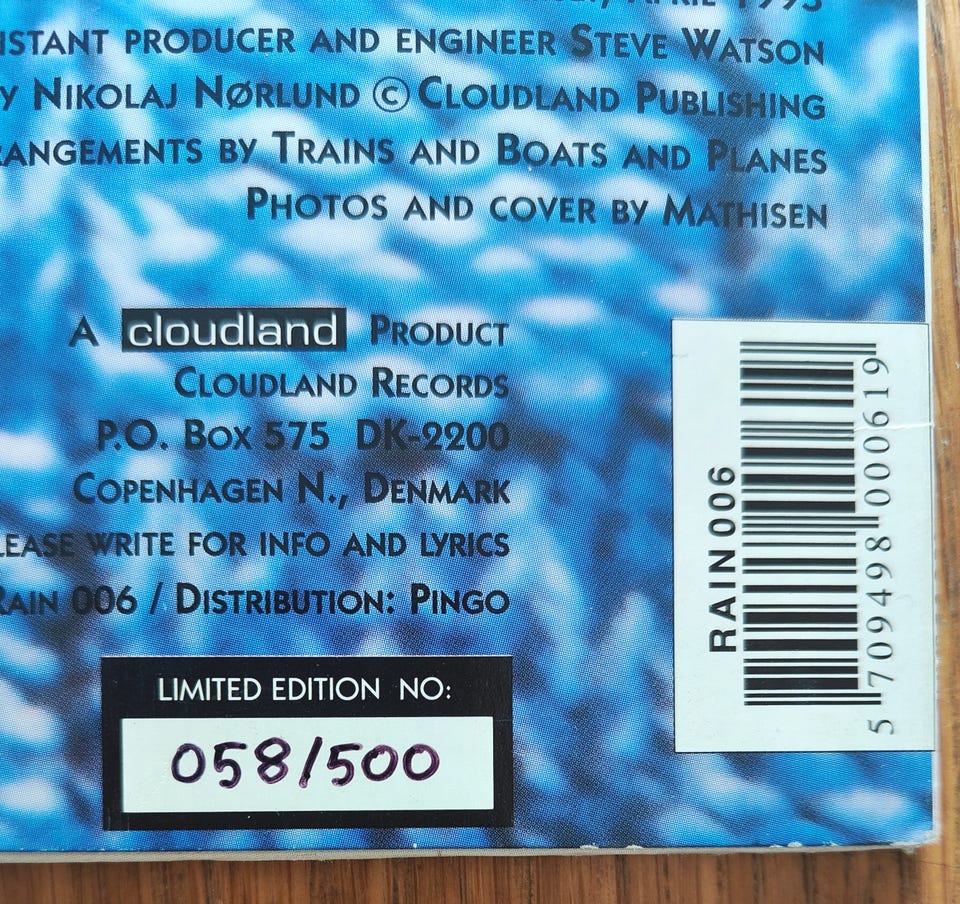 APRIL 1993
ISTANT PRODUCER AND ENGINEER STEVE WATSON
Y NIKOLAJ NØRLUND © CLOUDLAND PUBLISHING
RANGEMENTS BY TRAINS AND BOATS AND PLANES
PHOTOS AND COVER BY MATHISEN
A cloudland PRODUCT
CLOUDLAND RECORDS
P.O. BOX 575 DK-2200
COPENHAGEN N., DENMARK
LEASE WRITE FOR INFO AND LYRICS
RAIN 006 / DISTRIBUTION: PINGO
LIMITED EDITION NO:
058/500
RAIN 006
5 709498 000619